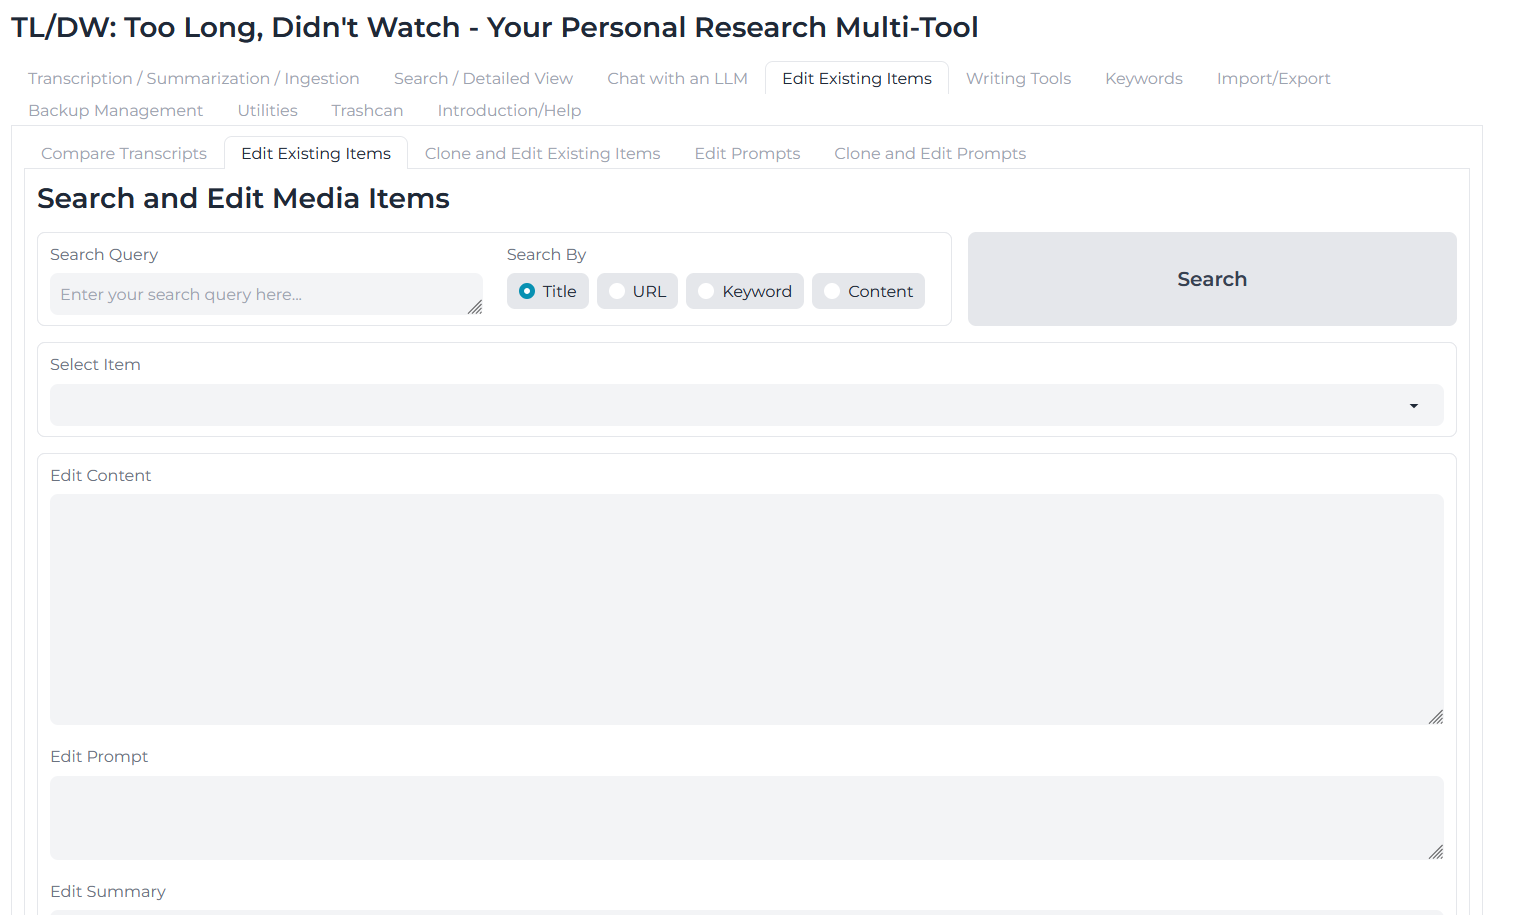 TL/DW: Too Long, Didn't Watch - Your Personal Research Multi-Tool
Transcription / Summarization / Ingestion Search / Detailed View Chat with an LLM Edit Existing Items Writing Tools Keywords Import/Export
Backup Management Utilities Trashcan Introduction/Help
Compare Transcripts Edit Existing Items Clone and Edit Existing Items Edit Prompts Clone and Edit Prompts
Search and Edit Media Items
Search Query
Enter your search query here...
Search By
Title URL Keyword Content
Search
Select Item
Edit Content
Edit Prompt
Edit Summary